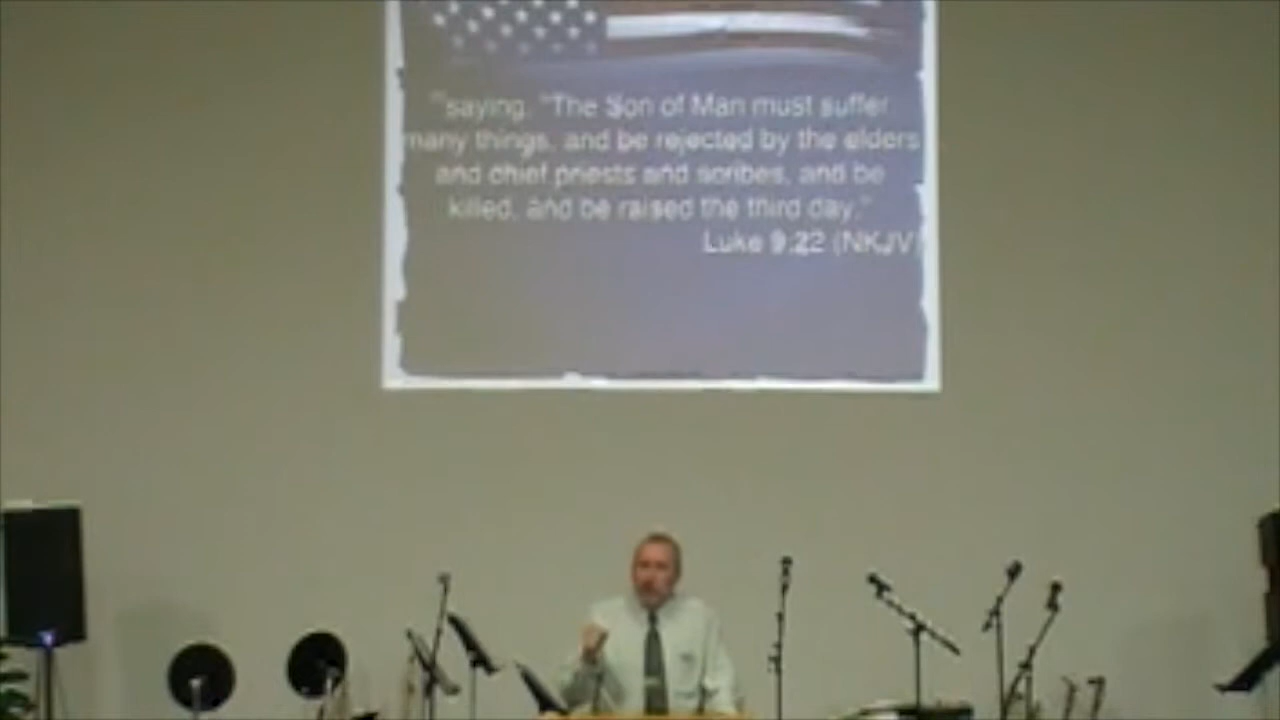 "saying, "The Son of Man must suffer
many things, and be rejected by the elders
and chief priests and scribes, and be
killed, and be raised the third day."
Luke 9:22 (NKJV)